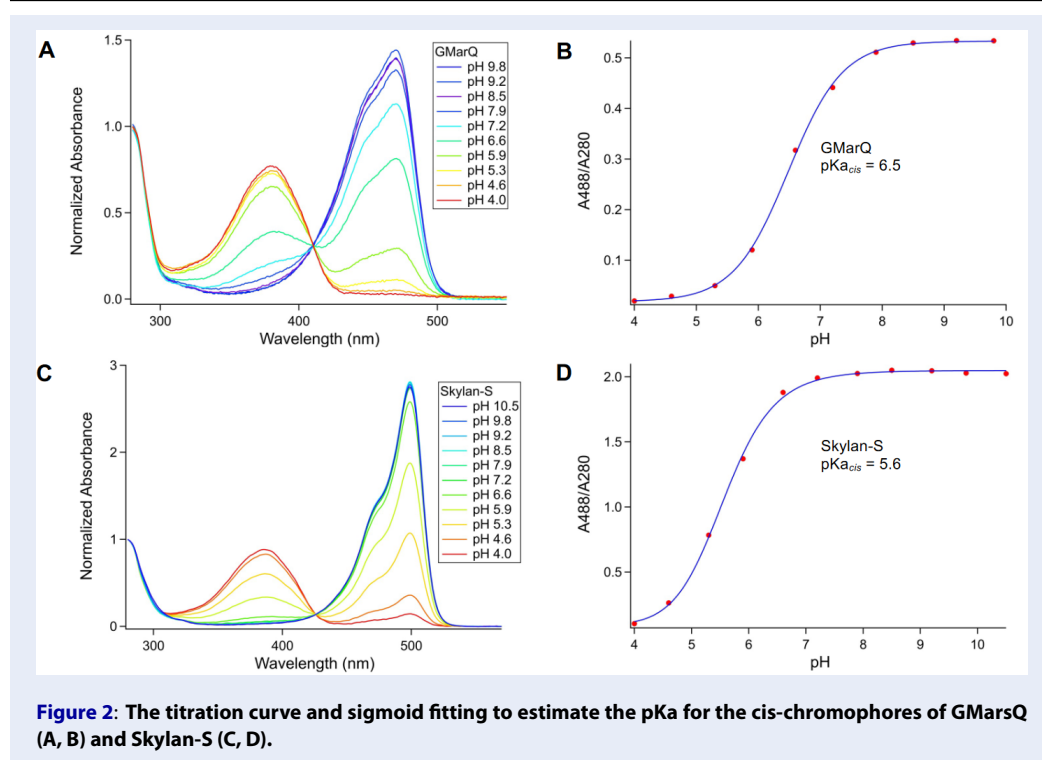 A
1.5
1.0
0.5
0.0
Normalized Absorbance
300
400
500
Wavelength (nm)
GMarQ
pH 9.8
pH 9.2
pH 8.5
pH 7.9
pH 7.2
pH 6.6
pH 5.9
pH 5.3
pH 4.6
pH 4.0
B
0.5
0.4
0.3
0.2
0.1
A488/A280
4
5
6
7
8
9
10
pH
GMarQ
pKacis = 6.5
C
3
2
1
0
Normalized Absorbance
300
400
500
Wavelength (nm)
Skylan-S
pH 10.5
pH 9.8
pH 9.2
pH 8.5
pH 7.9
pH 7.2
pH 6.6
pH 5.9
pH 5.3
pH 4.6
pH 4.0
D
2.0
1.5
1.0
0.5
A488/A280
4
5
6
7
8
9
10
pH
Skylan-S
pKacis = 5.6
Figure 2: The titration curve and sigmoid fitting to estimate the pKa for the cis-chromophores of GMarsQ
(A, B) and Skylan-S (C, D).